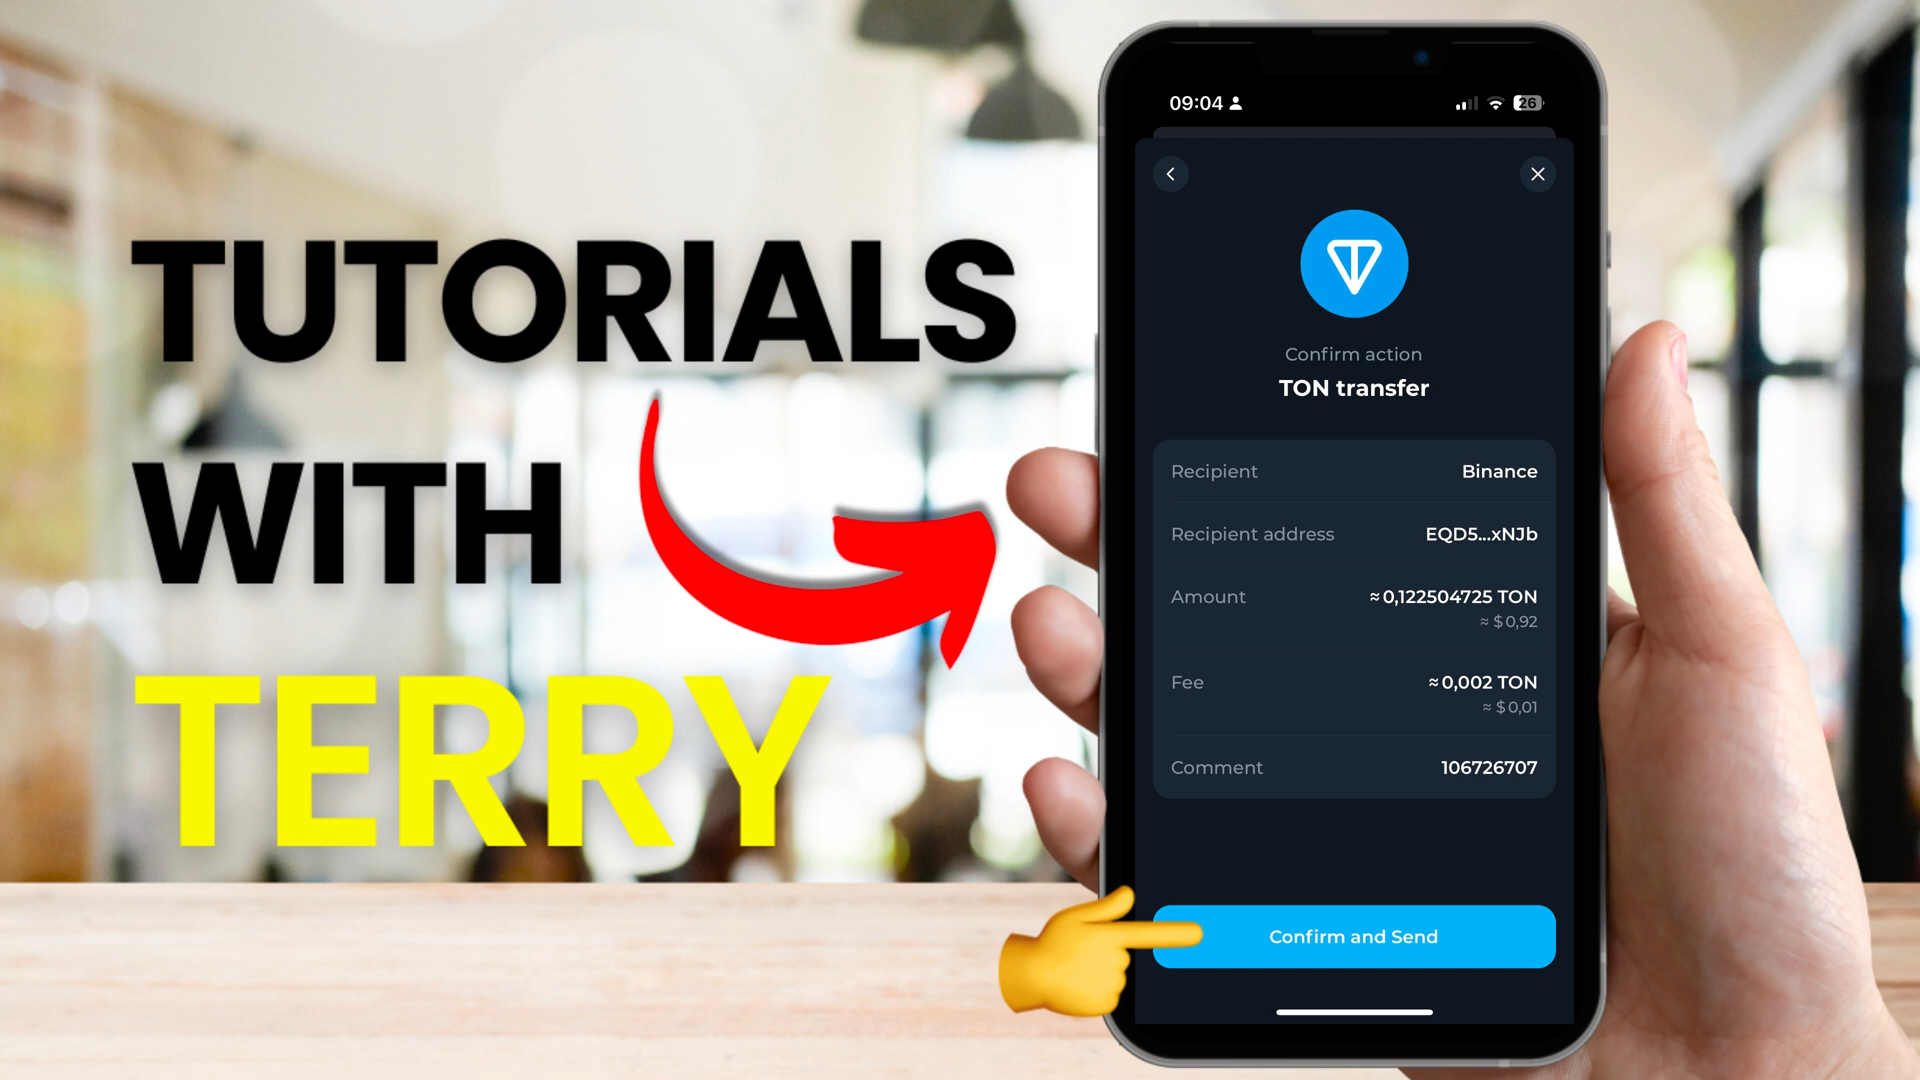 TUTORIALS
WITH
TERRY
09:04
26
Confirm action
TON transfer
Recipient Binance
Recipient address EQD5...xNJb
Amount ≈0,122504725 TON
≈ $0,92
Fee ≈0,002 TON
≈ $0,01
Comment 106726707
Confirm and Send